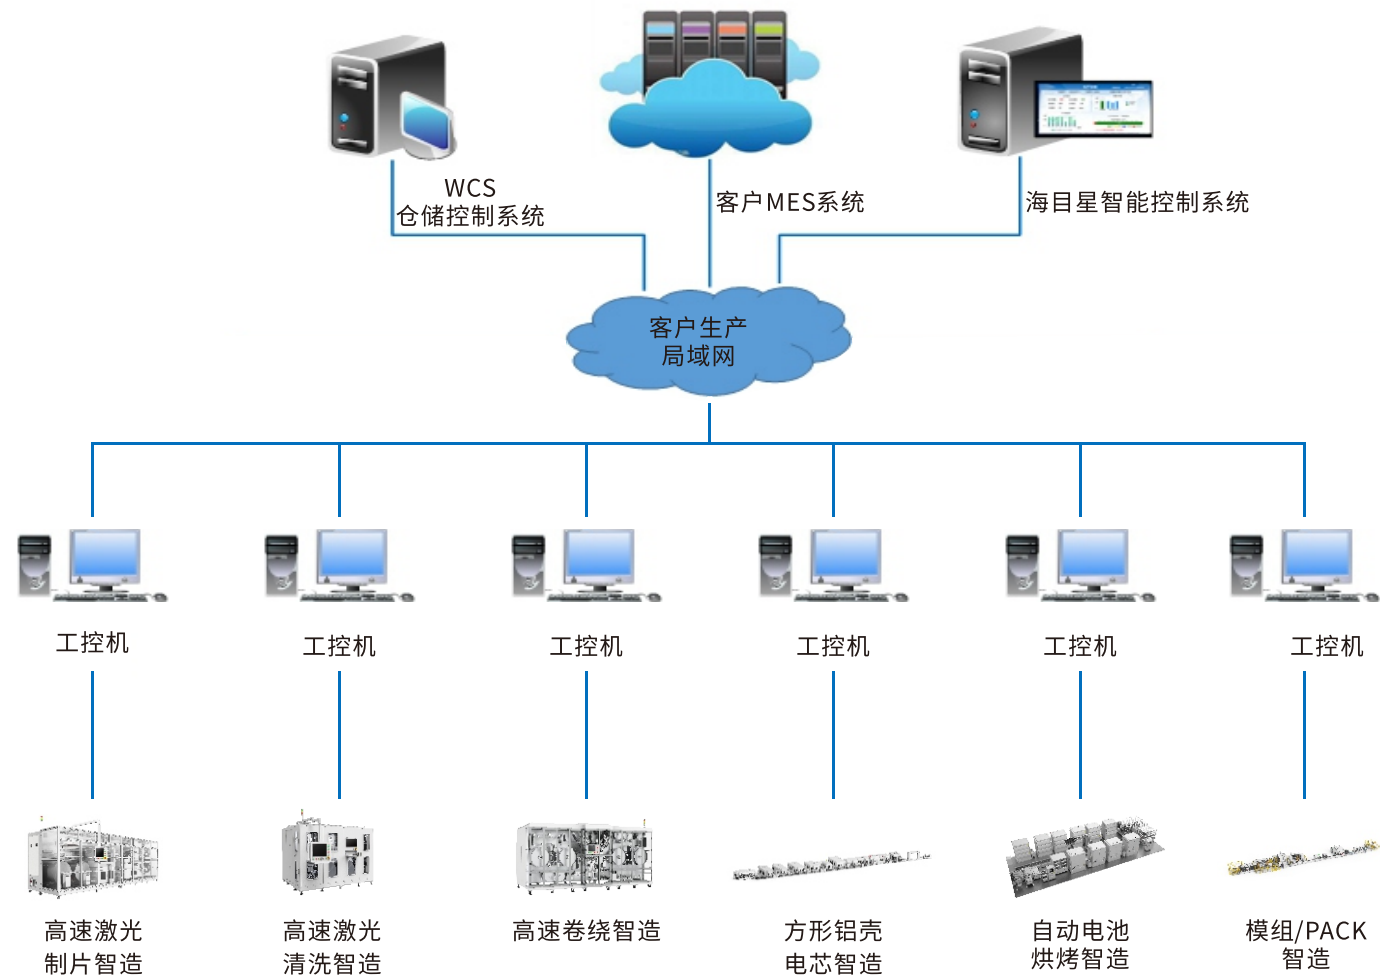 WCS
仓储控制系统
客户MES系统
海目星智能控制系统
客户生产
局域网
工控机
工控机
工控机
工控机
工控机
工控机
高速激光
制片智造
高速激光
清洗智造
高速卷绕智造
方形铝壳
电芯智造
自动电池
烘烤智造
模组/PACK
智造